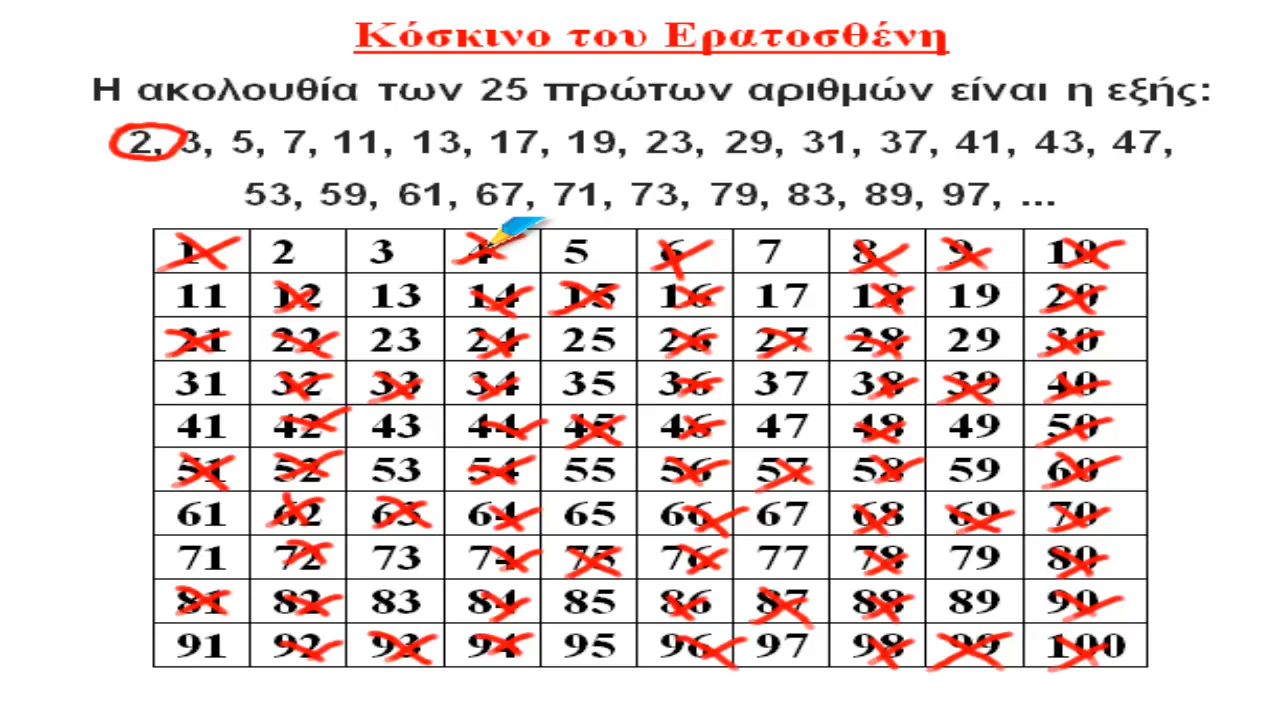 Κόσκινο του Ερατοσθένη
Η ακολουθία των 25 πρώτων αριθμών είναι η εξής:
2, 3, 5, 7, 11, 13, 17, 19, 23, 29, 31, 37, 41, 43, 47,
53, 59, 61, 67, 71, 73, 79, 83, 89, 97, ...
1 2 3 4 5 6 7 8 9 10
11 12 13 14 15 16 17 18 19 20
21 22 23 24 25 26 27 28 29 30
31 32 33 34 35 36 37 38 39 40
41 42 43 44 45 46 47 48 49 50
51 52 53 54 55 56 57 58 59 60
61 62 63 64 65 66 67 68 69 70
71 72 73 74 75 76 77 78 79 80
81 82 83 84 85 86 87 88 89 90
91 92 93 94 95 96 97 98 99 100